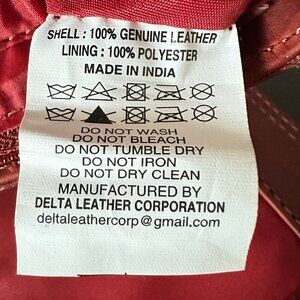 SHELL : 100% GENUINE LEATHER
LINING : 100% POLYESTER
MADE IN INDIA
DO NOT WASH
DO NOT BLEACH
DO NOT TUMBLE DRY
DO NOT IRON
DO NOT DRY CLEAN
MANUFACTURED BY
DELTA LEATHER CORPORATION
deltaleathercorp@gmail.com